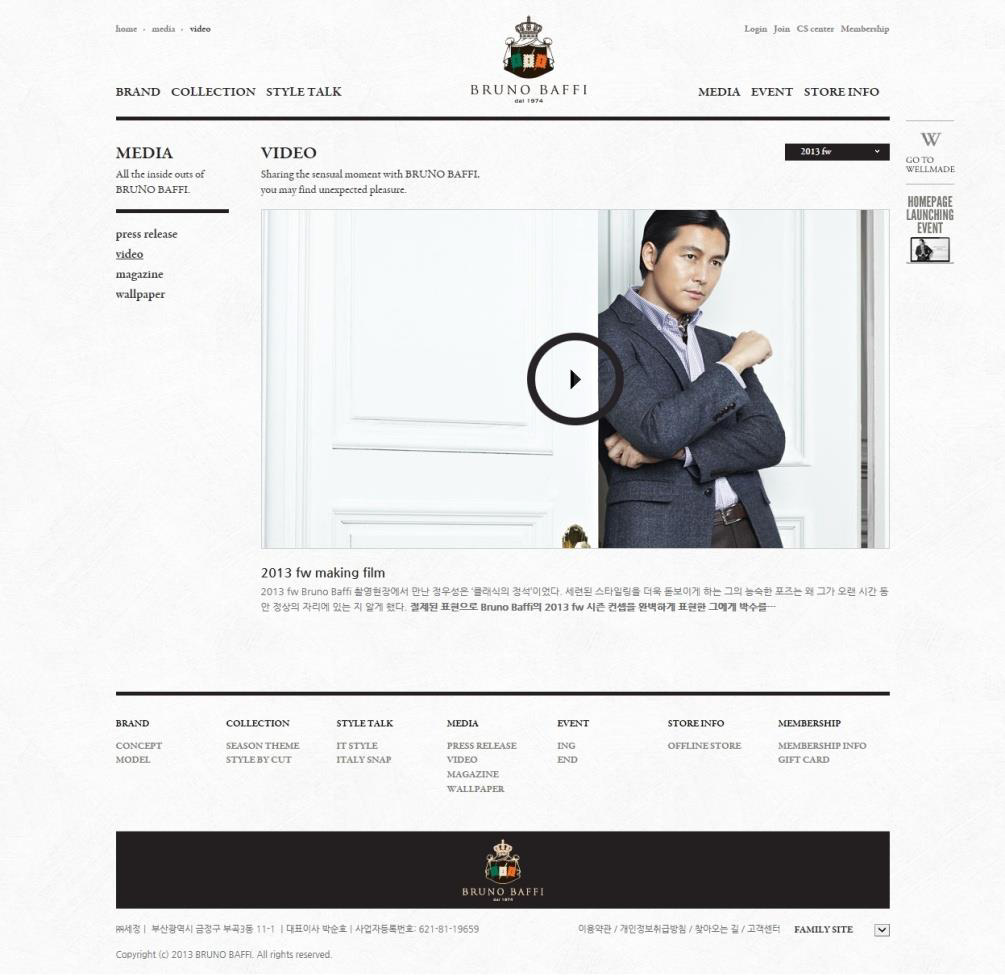 home · media · video
Login Join CS center Membership
BRUNO BAFFI
dal 1974
BRAND COLLECTION STYLE TALK
MEDIA EVENT STORE INFO
MEDIA
All the inside outs of
BRUNO BAFFI.
press release
video
magazine
wallpaper
VIDEO
Sharing the sensual moment with BRUNO BAFFI,
you may find unexpected pleasure.
2013 fw
W
GO TO
WELLMADE
HOMEPAGE
LAUNCHING
EVENT
2013 fw making film
2013 fw Bruno Baffi 촬영현장에서 만난 정우성은 '클래식의 정석'이었다. 세련된 스타일링을 더욱 돋보이게 하는 그의 능숙한 포즈는 왜 그가 오랜 시간 동
안 정상의 자리에 있는 지 알게 했다. 절제된 표현으로 Bruno Baffi의 2013 fw 시즌 컨셉을 완벽하게 표현한 그에게 박수를…
BRAND COLLECTION STYLE TALK MEDIA EVENT STORE INFO MEMBERSHIP
CONCEPT SEASON THEME IT STYLE PRESS RELEASE ING OFFLINE STORE MEMBERSHIP INFO
MODEL STYLE BY CUT ITALY SNAP VIDEO END GIFT CARD
MAGAZINE
WALLPAPER
BRUNO BAFFI
dal 1974
㈜세정 | 부산광역시 금정구 부곡3동 11-1 | 대표이사 박순호 | 사업자등록번호: 621-81-19659
이용약관 / 개인정보취급방침 / 찾아오는 길 / 고객센터 FAMILY SITE
Copyright (c) 2013 BRUNO BAFFI. All rights reserved.